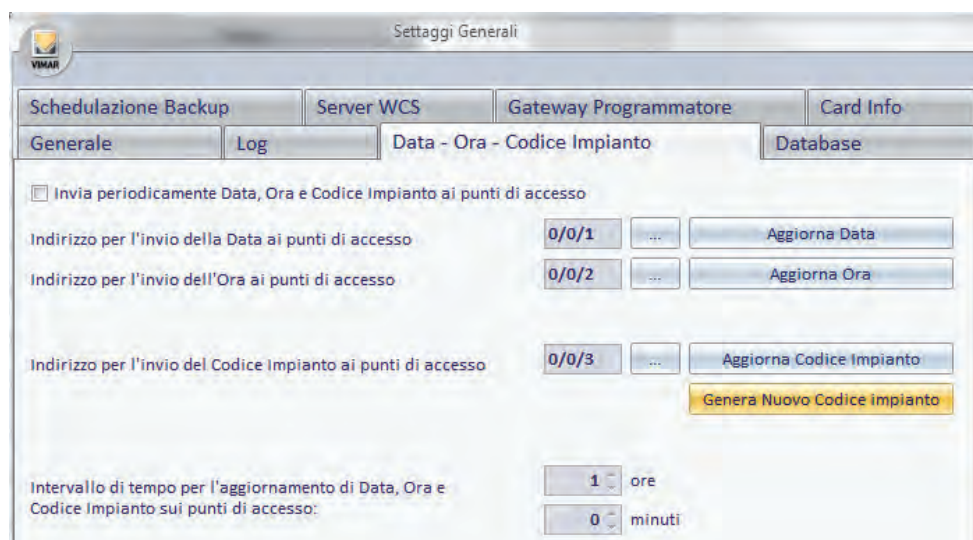 Settaggi Generali
VIMAR
Schedulazione Backup Server WCS Gateway Programmatore Card Info
Generale Log Data - Ora - Codice Impianto Database
Invia periodicamente Data, Ora e Codice Impianto ai punti di accesso
Indirizzo per l'invio della Data ai punti di accesso 0/0/1 ... Aggiorna Data
Indirizzo per l'invio dell'Ora ai punti di accesso 0/0/2 ... Aggiorna Ora
Indirizzo per l'invio del Codice Impianto ai punti di accesso 0/0/3 ... Aggiorna Codice Impianto
Genera Nuovo Codice impianto
Intervallo di tempo per l'aggiornamento di Data, Ora e 1 ore
Codice Impianto sui punti di accesso: 0 minuti